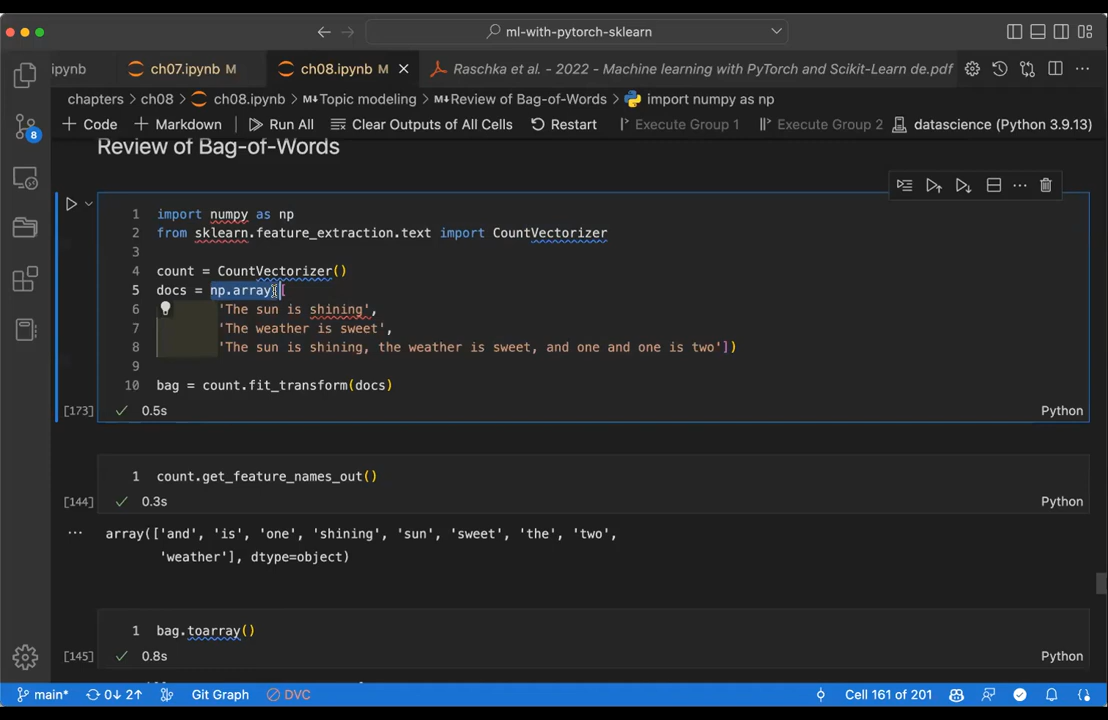 ml-with-pytorch-sklearn
ipynb
ch07.ipynb M
ch08.ipynb M
Raschka et al. - 2022 - Machine learning with PyTorch and Scikit-Learn de.pdf
chapters > ch08 > ch08.ipynb > M↓Topic modeling > M↓Review of Bag-of-Words > import numpy as np
+ Code + Markdown Run All Clear Outputs of All Cells Restart Execute Group 1 Execute Group 2 datascience (Python 3.9.13)
8
Review of Bag-of-Words
1 import numpy as np
2 from sklearn.feature_extraction.text import CountVectorizer
3
4 count = CountVectorizer()
5 docs = np.array([
6 'The sun is shining',
7 'The weather is sweet',
8 'The sun is shining, the weather is sweet, and one and one is two'])
9
10 bag = count.fit_transform(docs)
[173] 0.5s Python
1 count.get_feature_names_out()
[144] 0.3s Python
array(['and', 'is', 'one', 'shining', 'sun', 'sweet', 'the', 'two',
'weather'], dtype=object)
1 bag.toarray()
[145] 0.8s Python
main* 0↓ 2↑ Git Graph DVC Cell 161 of 201